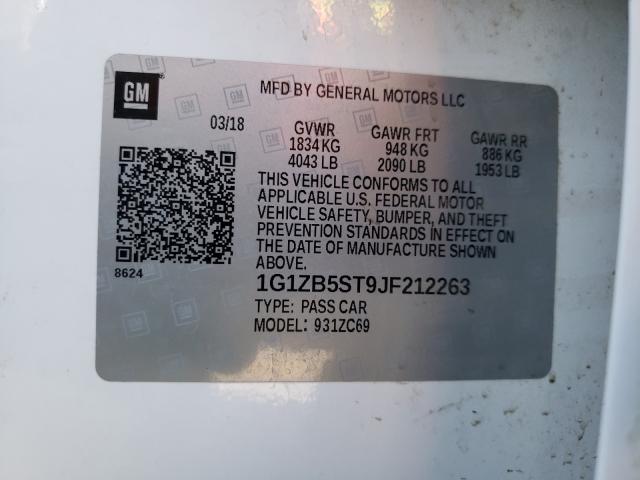 GM
MFD BY GENERAL MOTORS LLC
03/18
GVWR GAWR FRT GAWR RR
1834 KG 948 KG 886 KG
4043 LB 2090 LB 1953 LB
THIS VEHICLE CONFORMS TO ALL
APPLICABLE U.S. FEDERAL MOTOR
VEHICLE SAFETY, BUMPER, AND THEFT
PREVENTION STANDARDS IN EFFECT ON
THE DATE OF MANUFACTURE SHOWN
ABOVE.
8624
1G1ZB5ST9JF212263
TYPE: PASS CAR
MODEL: 931ZC69